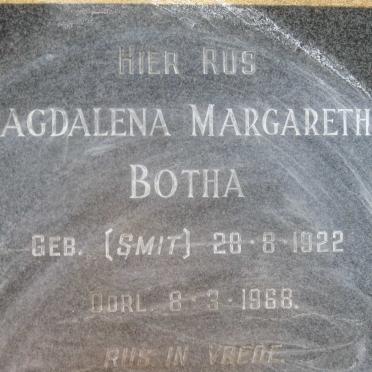 HIER RUS
AGDALENA MARGARETH
BOTHA
GEB. (SMIT) 28·8·1922
OORL. 8·3·1968.
RUS IN VREDE